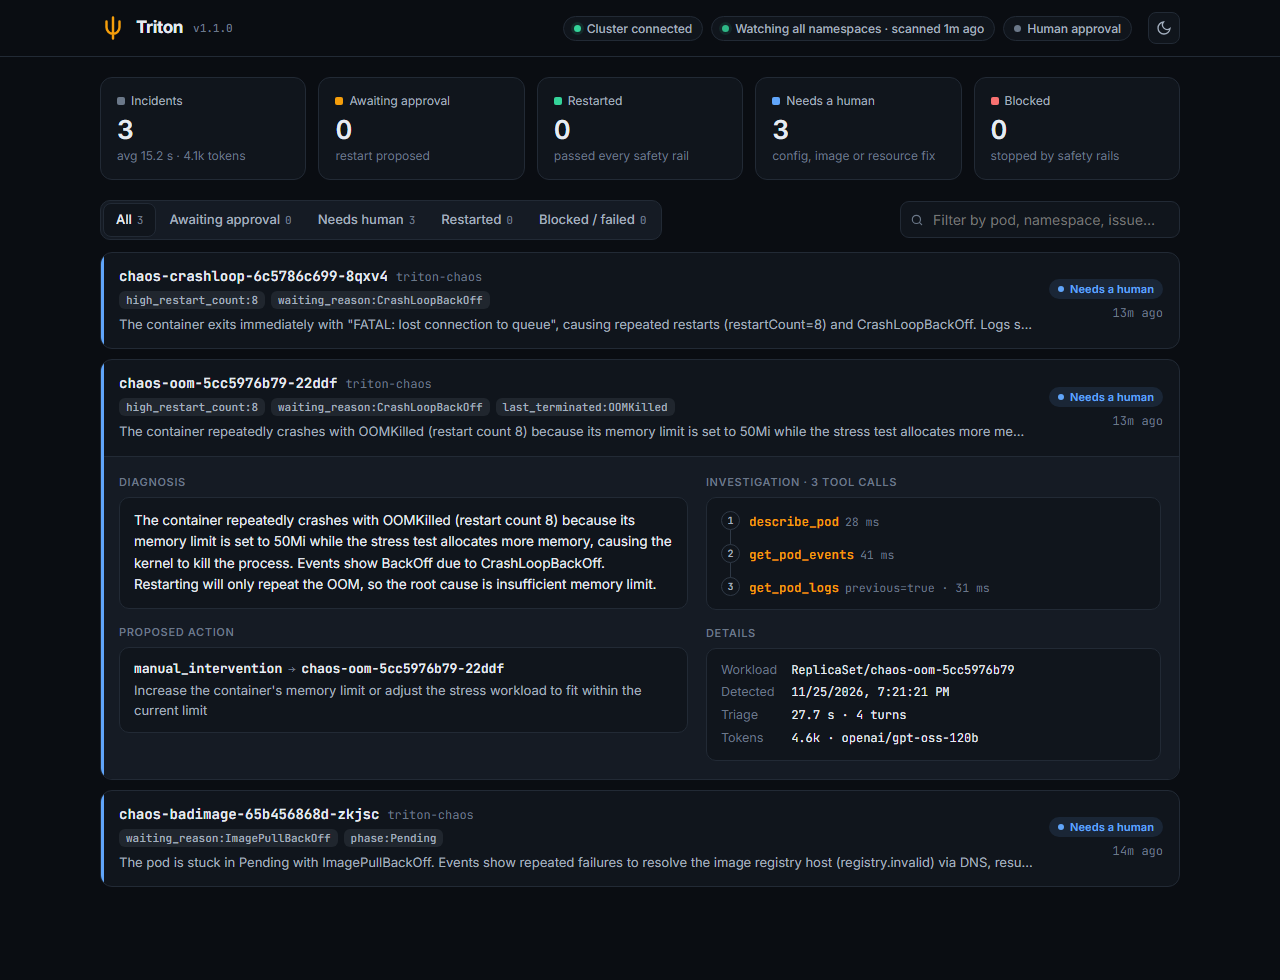 Triton v1.1.0
Cluster connected
Watching all namespaces · scanned 1m ago
Human approval
Incidents
3
avg 15.2 s · 4.1k tokens
Awaiting approval
0
restart proposed
Restarted
0
passed every safety rail
Needs a human
3
config, image or resource fix
Blocked
0
stopped by safety rails
All 3
Awaiting approval 0
Needs human 3
Restarted 0
Blocked / failed 0
Filter by pod, namespace, issue...
chaos-crashloop-6c5786c699-8qxv4 triton-chaos
high_restart_count:8 waiting_reason:CrashLoopBackOff
The container exits immediately with "FATAL: lost connection to queue", causing repeated restarts (restartCount=8) and CrashLoopBackOff. Logs s...
Needs a human
13m ago
chaos-oom-5cc5976b79-22ddf triton-chaos
high_restart_count:8 waiting_reason:CrashLoopBackOff last_terminated:OOMKilled
The container repeatedly crashes with OOMKilled (restart count 8) because its memory limit is set to 50Mi while the stress test allocates more me...
Needs a human
13m ago
DIAGNOSIS
The container repeatedly crashes with OOMKilled (restart count 8) because its
memory limit is set to 50Mi while the stress test allocates more memory, causing the
kernel to kill the process. Events show BackOff due to CrashLoopBackOff.
Restarting will only repeat the OOM, so the root cause is insufficient memory limit.
PROPOSED ACTION
manual_intervention → chaos-oom-5cc5976b79-22ddf
Increase the container's memory limit or adjust the stress workload to fit within the
current limit
INVESTIGATION · 3 TOOL CALLS
1 describe_pod 28 ms
2 get_pod_events 41 ms
3 get_pod_logs previous=true · 31 ms
DETAILS
Workload ReplicaSet/chaos-oom-5cc5976b79
Detected 11/25/2026, 7:21:21 PM
Triage 27.7 s · 4 turns
Tokens 4.6k · openai/gpt-oss-120b
chaos-badimage-65b456868d-zkjsc triton-chaos
waiting_reason:ImagePullBackOff phase:Pending
The pod is stuck in Pending with ImagePullBackOff. Events show repeated failures to resolve the image registry host (registry.invalid) via DNS, resu...
Needs a human
14m ago